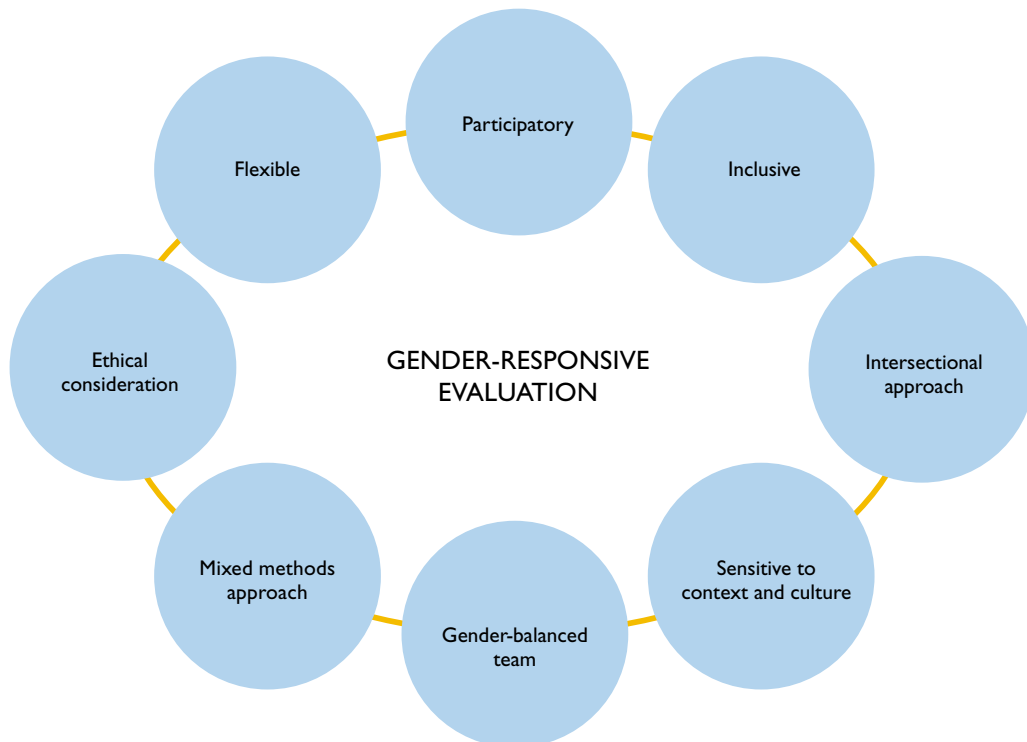 Participatory
Flexible
Inclusive
Ethical
consideration
GENDER-RESPONSIVE
EVALUATION
Intersectional
approach
Mixed methods
approach
Sensitive to
context and culture
Gender-balanced
team